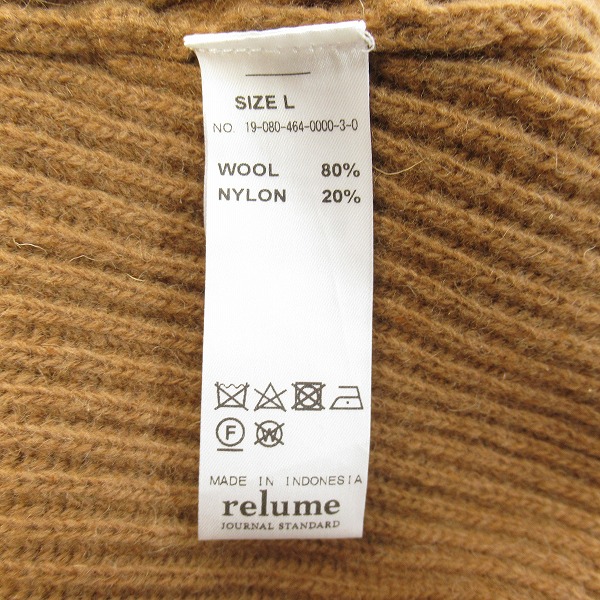 SIZE L
NO. 19-080-464-0000-3-0
WOOL 80%
NYLON 20%
F W
MADE IN INDONESIA
relume
JOURNAL STANDARD